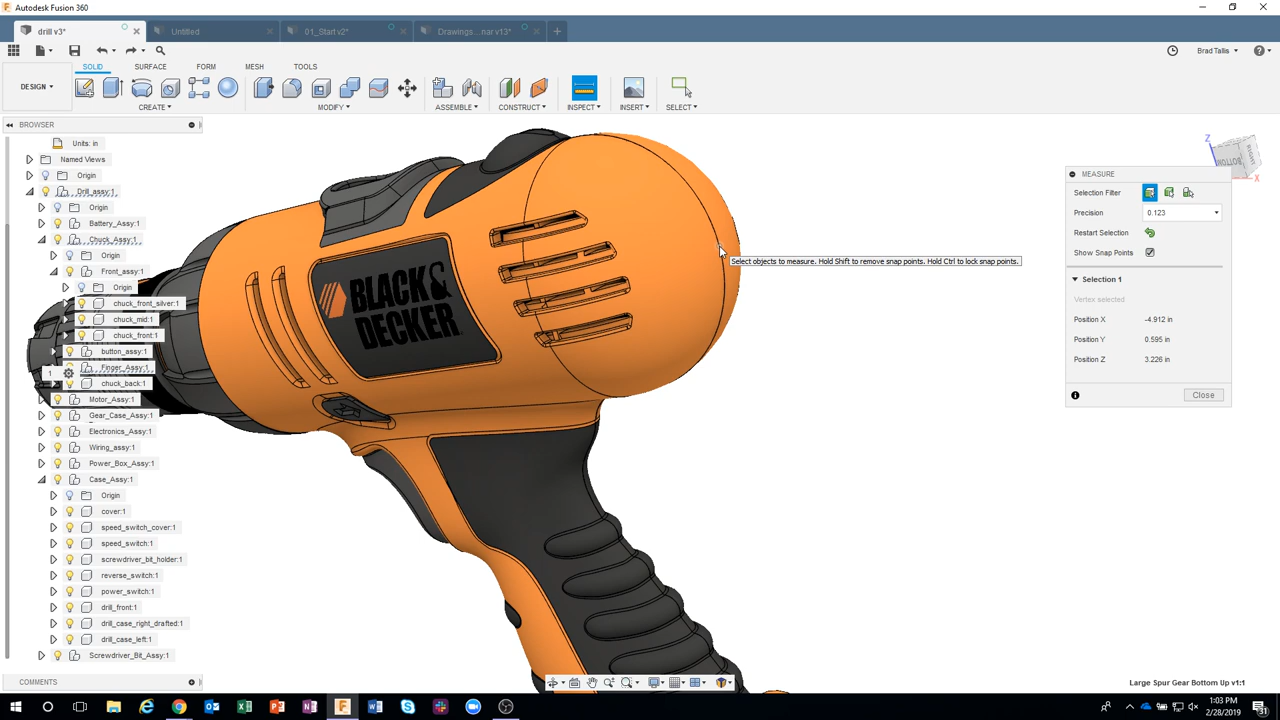 Autodesk Fusion 360
drill v3*
Untitled
01_Start v2*
Drawings ...nar v13*
Brad Tallis
DESIGN
SOLID
SURFACE
FORM
MESH
TOOLS
CREATE
MODIFY
ASSEMBLE
CONSTRUCT
INSPECT
INSERT
SELECT
BROWSER
Units: in
Named Views
Origin
Drill_assy:1
Origin
Battery_Assy:1
Chuck_Assy:1
Origin
Front_assy:1
Origin
chuck_front_silver:1
chuck_mid:1
chuck_front:1
button_assy:1
Finger_Assy:1
1
chuck_back:1
Motor_Assy:1
Gear_Case_Assy:1
Electronics_Assy:1
Wiring_assy:1
Power_Box_Assy:1
Case_Assy:1
Origin
cover:1
speed_switch_cover:1
speed_switch:1
screwdriver_bit_holder:1
reverse_switch:1
power_switch:1
drill_front:1
drill_case_right_drafted:1
drill_case_left:1
Screwdriver_Bit_Assy:1
BLACK&
DECKER
Select objects to measure. Hold Shift to remove snap points. Hold Ctrl to lock snap points.
Z
BOTTOM
RIGHT
X
MEASURE
Selection Filter
Precision
0.123
Restart Selection
Show Snap Points
Selection 1
Vertex selected
Position X
-4.912 in
Position Y
0.595 in
Position Z
3.226 in
Close
COMMENTS
Large Spur Gear Bottom Up v1:1
1:03 PM
2/28/2019
31